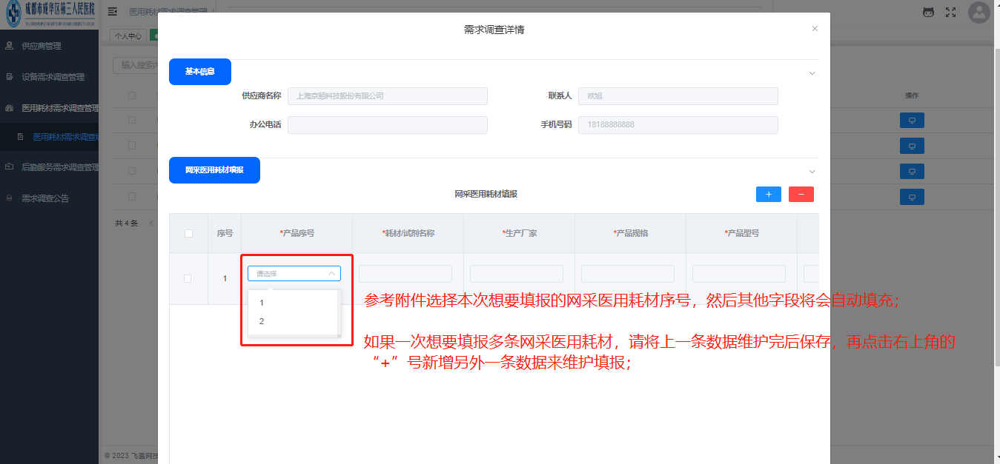 成都市成华区第三人民医院
医用耗材需求调查管理 /
个人中心
供应商管理
设备需求调查管理
医用耗材需求调查管理
医用耗材需求调查填
后勤服务需求调查管理
需求调查公告
输入搜索内
共 4 条
© 2023 飞医网技
操作
需求调查详情
基本信息
供应商名称 上海京颐科技股份有限公司 联系人 欧旭
办公电话 手机号码 18188888888
网采医用耗材填报
网采医用耗材填报
+ −
序号 *产品序号 *耗材/试剂名称 *生产厂家 *产品规格 *产品型号
1 请选择
1
2
参考附件选择本次想要填报的网采医用耗材序号，然后其他字段将会自动填充；
如果一次想要填报多条网采医用耗材，请将上一条数据维护完后保存，再点击右上角的
“+”号新增另外一条数据来维护填报；